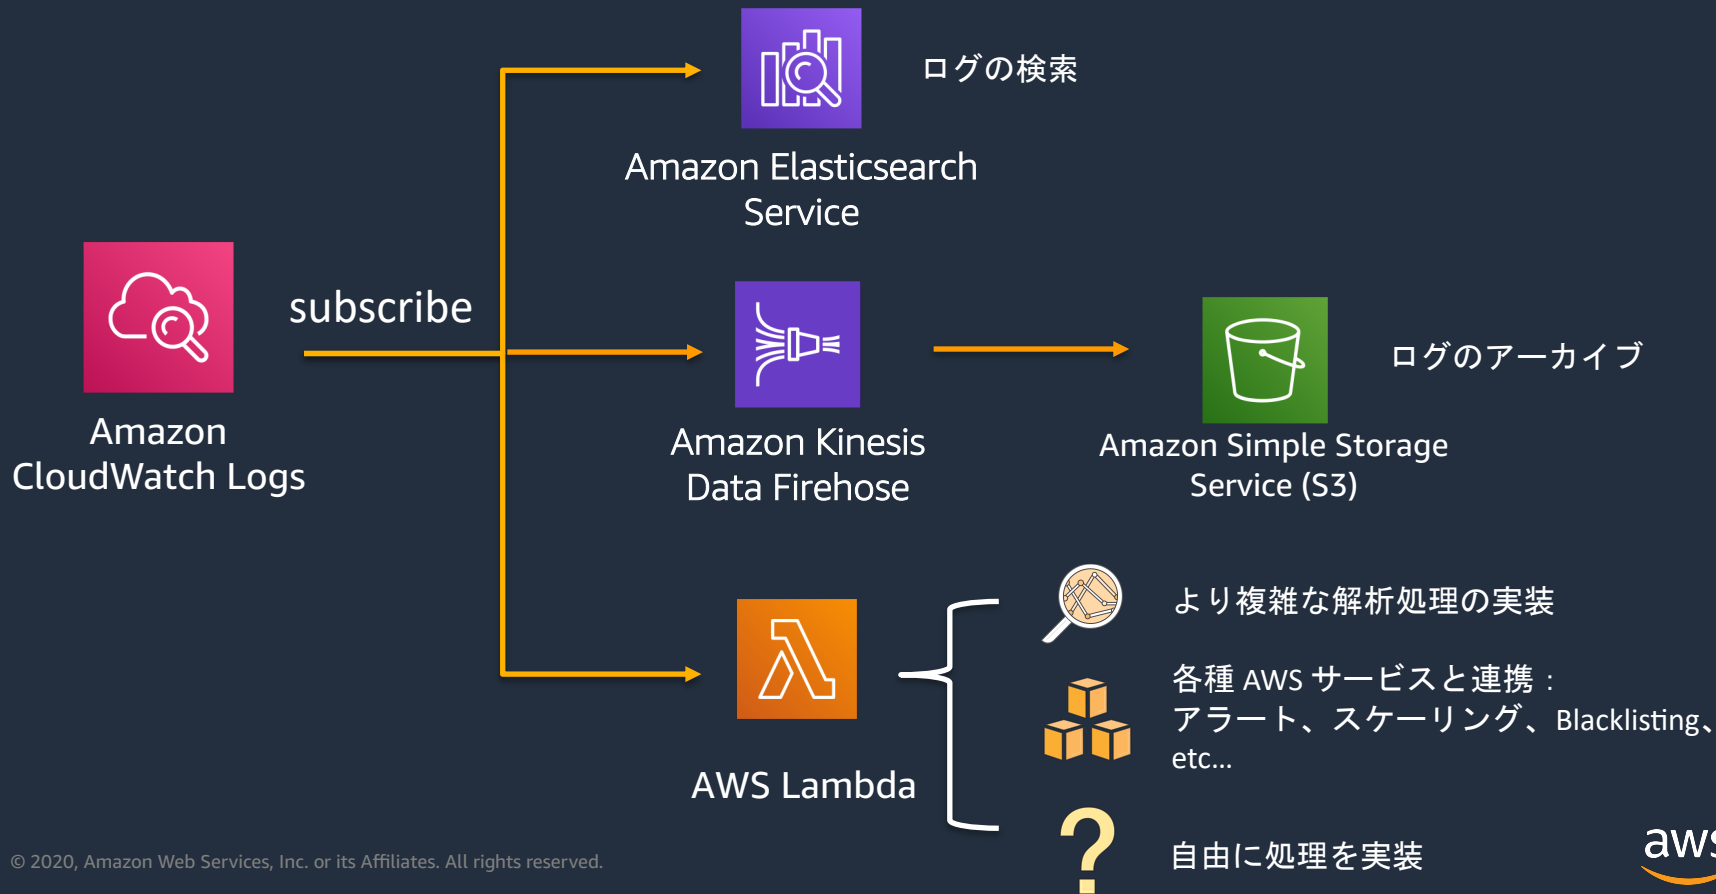 ログの検索
Amazon Elasticsearch
Service
subscribe
Amazon
CloudWatch Logs
Amazon Kinesis
Data Firehose
ログのアーカイブ
Amazon Simple Storage
Service (S3)
AWS Lambda
より複雑な解析処理の実装
各種 AWS サービスと連携：
アラート、スケーリング、Blacklisting、
etc...
?
自由に処理を実装
© 2020, Amazon Web Services, Inc. or its Affiliates. All rights reserved.
aws